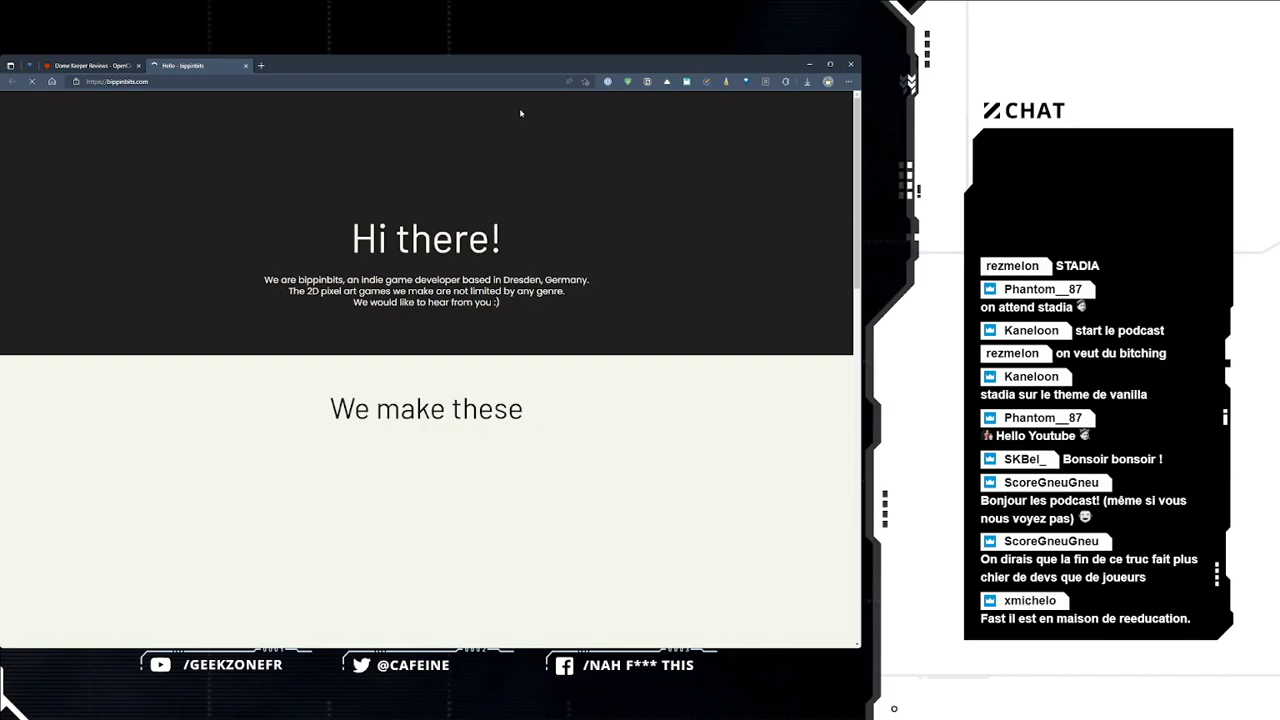 Dome Keeper Reviews - OpenC
Hello - bippinbits
https://bippinbits.com
Hi there!
We are bippinbits, an indie game developer based in Dresden, Germany.
The 2D pixel art games we make are not limited by any genre.
We would like to hear from you :)
We make these
CHAT
rezmelon STADIA
Phantom__87
on attend stadia
Kaneloon start le podcast
rezmelon on veut du bitching
Kaneloon
stadia sur le theme de vanilla
Phantom__87
Hello Youtube
SKBel_ Bonsoir bonsoir !
ScoreGneuGneu
Bonjour les podcast! (même si vous
nous voyez pas)
ScoreGneuGneu
On dirais que la fin de ce truc fait plus
chier de devs que de joueurs
xmichelo
Fast il est en maison de reeducation.
/GEEKZONEFR
@CAFEINE
/NAH F*** THIS